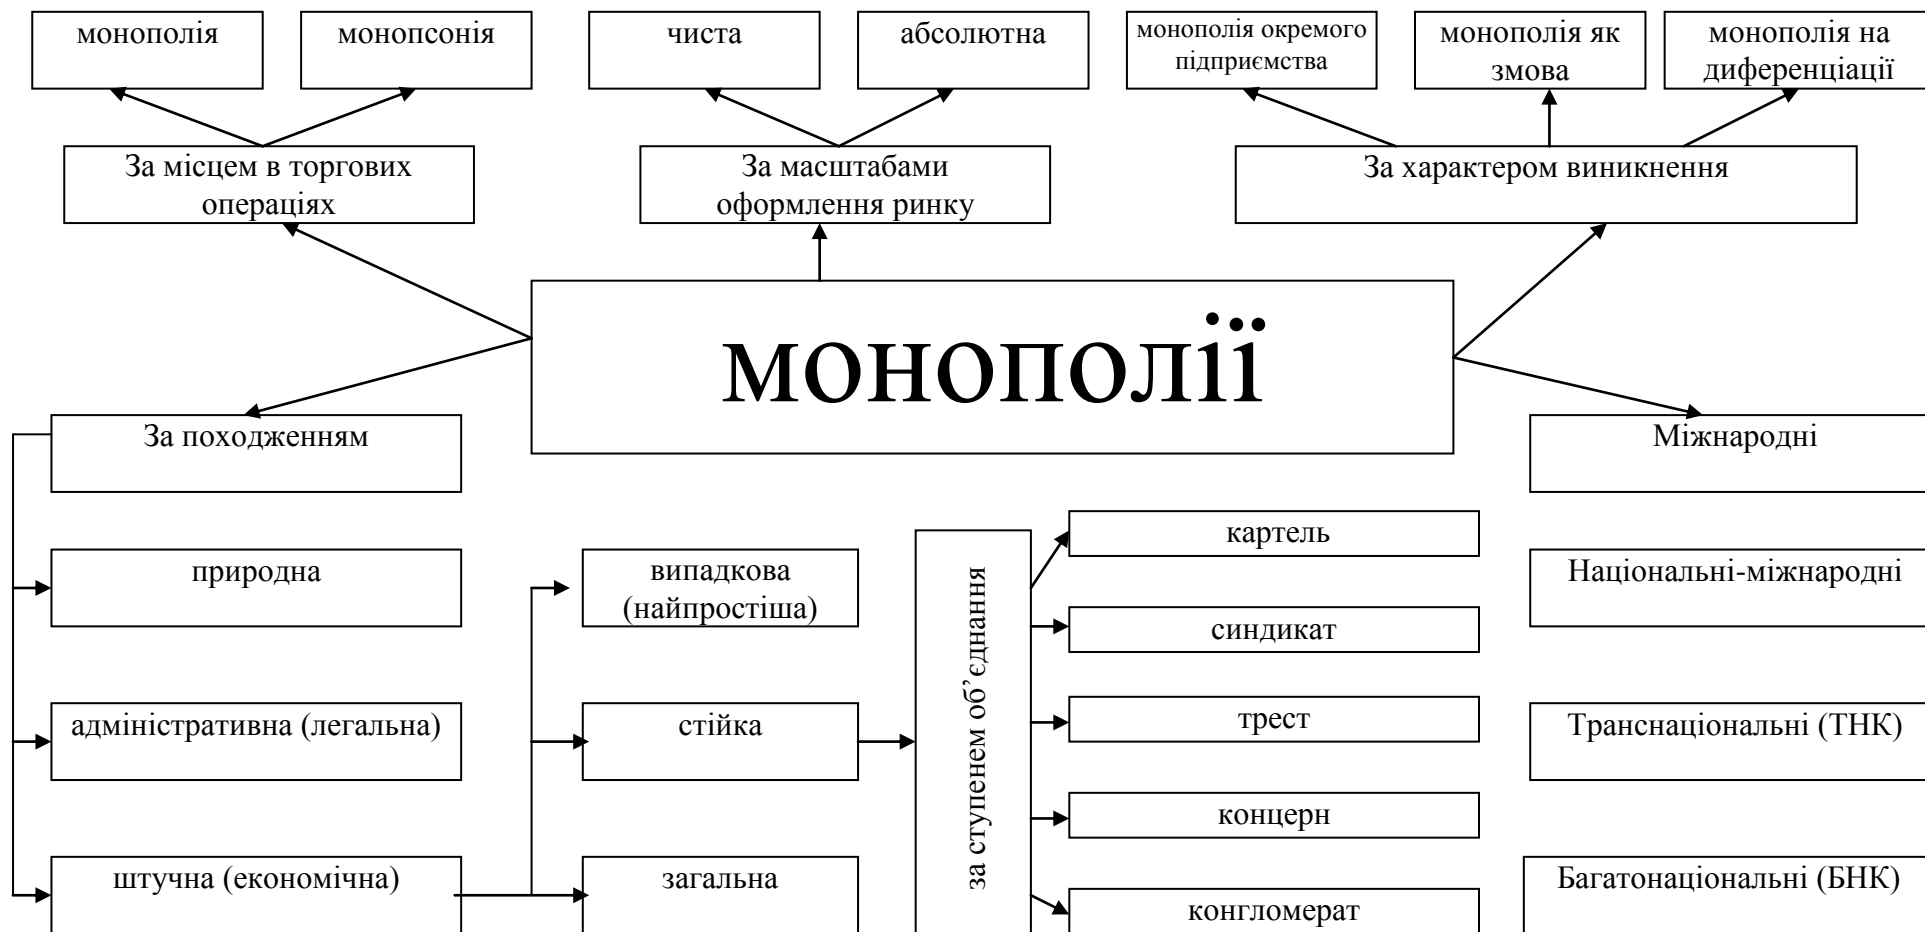 монополія
монопсонія
чиста
абсолютна
монополія окремого
підприємства
монополія як
змова
монополія на
диференціації
За місцем в торгових
операціях
За масштабами
оформлення ринку
За характером виникнення
монополії
За походженням
Міжнародні
природна
адміністративна (легальна)
штучна (економічна)
випадкова
(найпростіша)
стійка
загальна
за ступенем об’єднання
картель
синдикат
трест
концерн
конгломерат
Національні-міжнародні
Транснаціональні (ТНК)
Багатонаціональні (БНК)